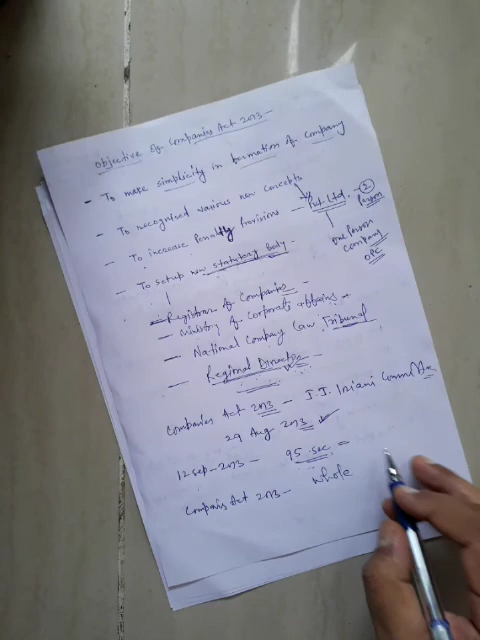 Objective of Companies Act 2013 -
- To make simplicity in formation of company
- To recognised various new concepts
Pvt. Ltd. - 2 Person
one person company OPC
- To increase Penalty Provisions
- To setup new statutory body.
- Registrar of Companies -
- Ministry of Corporate affairs -
- National Company Law Tribunal
- Regional Director -
Companies Act 2013 - J.J. Iriani Committe
29 Aug 2013
12 Sep - 2013 - 95 . sec =
Companies Act 2013 - whole